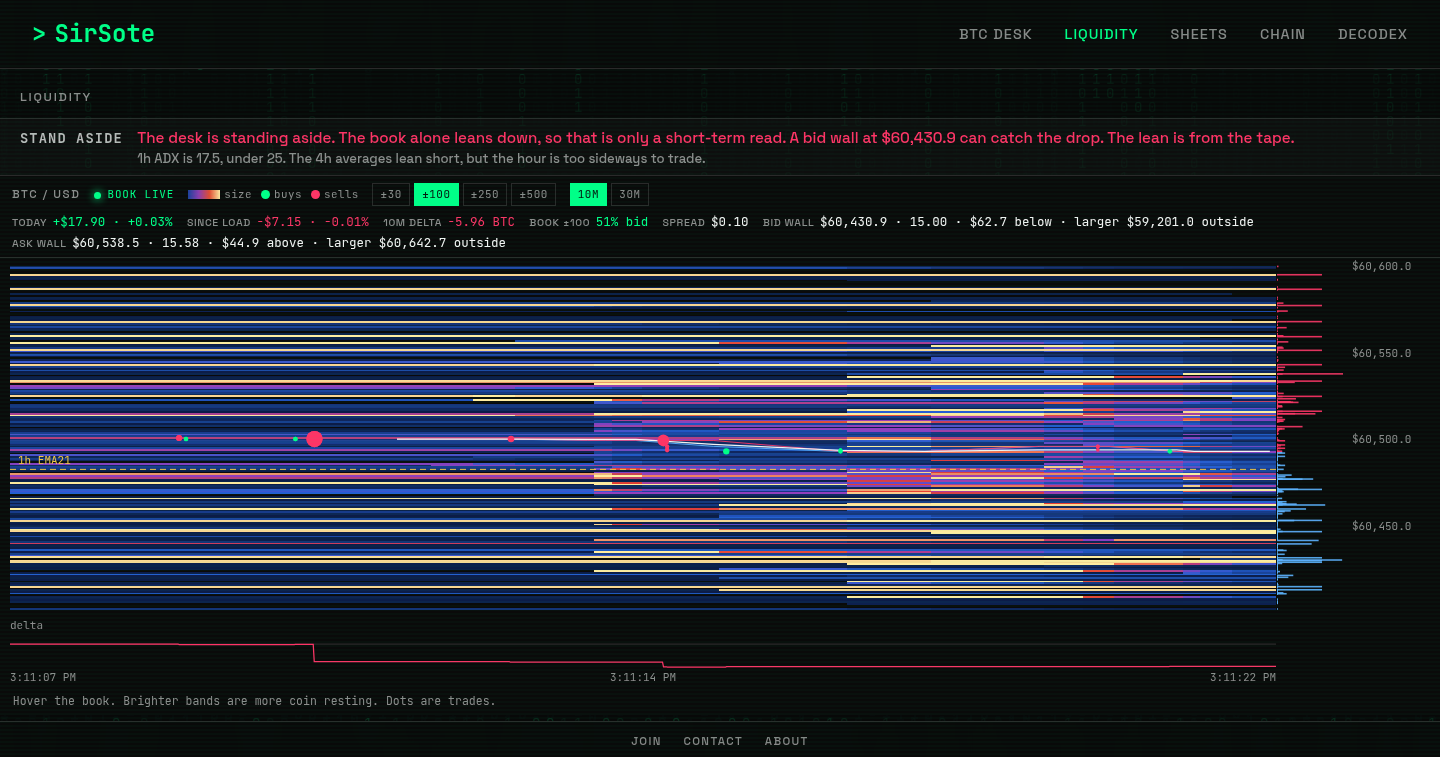 > SirSote
BTC DESK LIQUIDITY SHEETS CHAIN DECODEX
LIQUIDITY
STAND ASIDE The desk is standing aside. The book alone leans down, so that is only a short-term read. A bid wall at $60,430.9 can catch the drop. The lean is from the tape.
1h ADX is 17.5, under 25. The 4h averages lean short, but the hour is too sideways to trade.
BTC / USD BOOK LIVE size buys sells ±30 ±100 ±250 ±500 10M 30M
TODAY +$17.90 · +0.03% SINCE LOAD -$7.15 · -0.01% 10M DELTA -5.96 BTC BOOK ±100 51% bid SPREAD $0.10 BID WALL $60,430.9 · 15.00 · $62.7 below · larger $59,201.0 outside
ASK WALL $60,538.5 · 15.58 · $44.9 above · larger $60,642.7 outside
$60,600.0
$60,550.0
$60,500.0
1h EMA21
$60,450.0
delta
3:11:07 PM 3:11:14 PM 3:11:22 PM
Hover the book. Brighter bands are more coin resting. Dots are trades.
JOIN CONTACT ABOUT